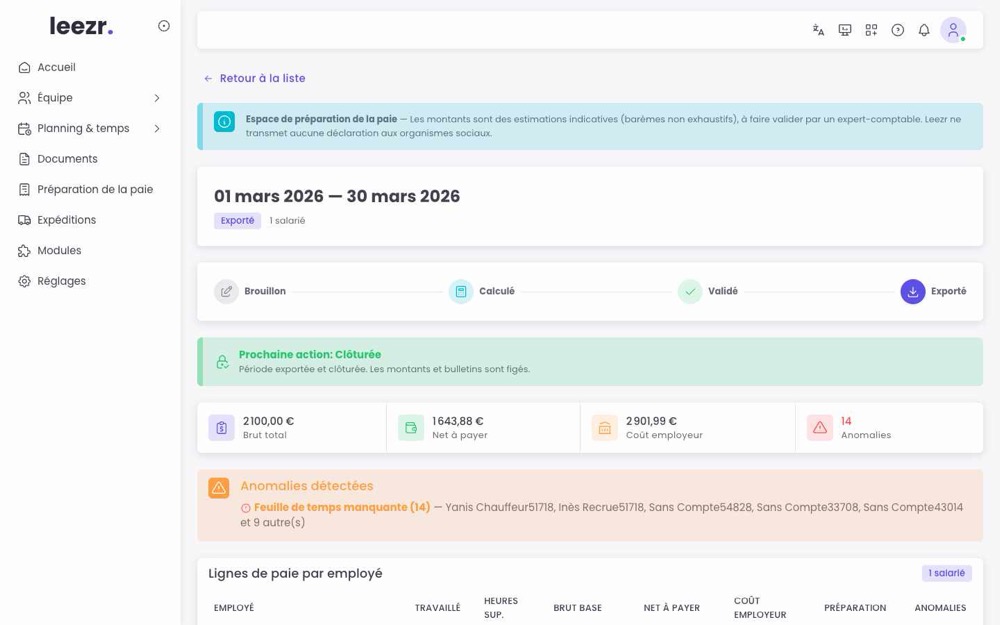 leezr.
Accueil
Équipe
Planning & temps
Documents
Préparation de la paie
Expéditions
Modules
Réglages
← Retour à la liste
Espace de préparation de la paie — Les montants sont des estimations indicatives (barèmes non exhaustifs), à faire valider par un expert-comptable. Leezr ne
transmet aucune déclaration aux organismes sociaux.
01 mars 2026 — 30 mars 2026
Exporté 1 salarié
Brouillon Calculé Validé Exporté
Prochaine action: Clôturée
Période exportée et clôturée. Les montants et bulletins sont figés.
2 100,00 € 1 643,88 € 2 901,99 € 14
Brut total Net à payer Coût employeur Anomalies
Anomalies détectées
Feuille de temps manquante (14) — Yanis Chauffeur51718, Inès Recrue51718, Sans Compte54828, Sans Compte33708, Sans Compte43014
et 9 autre(s)
Lignes de paie par employé 1 salarié
EMPLOYÉ TRAVAILLÉ HEURES SUP. BRUT BASE NET À PAYER COÛT EMPLOYEUR PRÉPARATION ANOMALIES